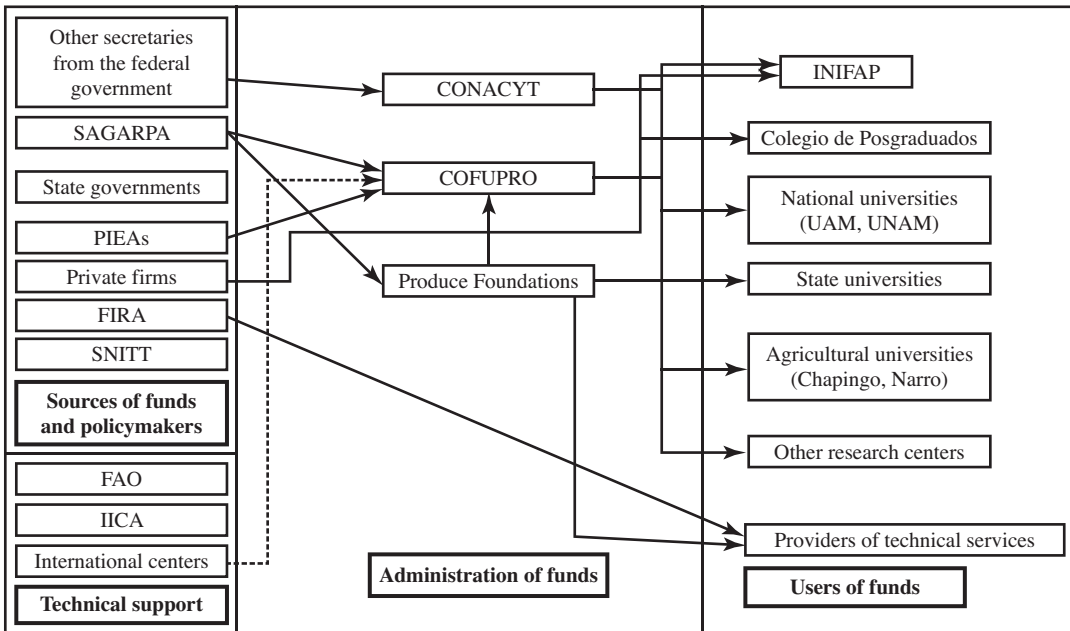 Other secretaries
from the federal
government
SAGARPA
State governments
PIEAs
Private firms
FIRA
SNITT
Sources of funds
and policymakers
FAO
IICA
International centers
Technical support
CONACYT
COFUPRO
Produce Foundations
Administration of funds
INIFAP
Colegio de Posgraduados
National universities
(UAM, UNAM)
State universities
Agricultural universities
(Chapingo, Narro)
Other research centers
Providers of technical services
Users of funds